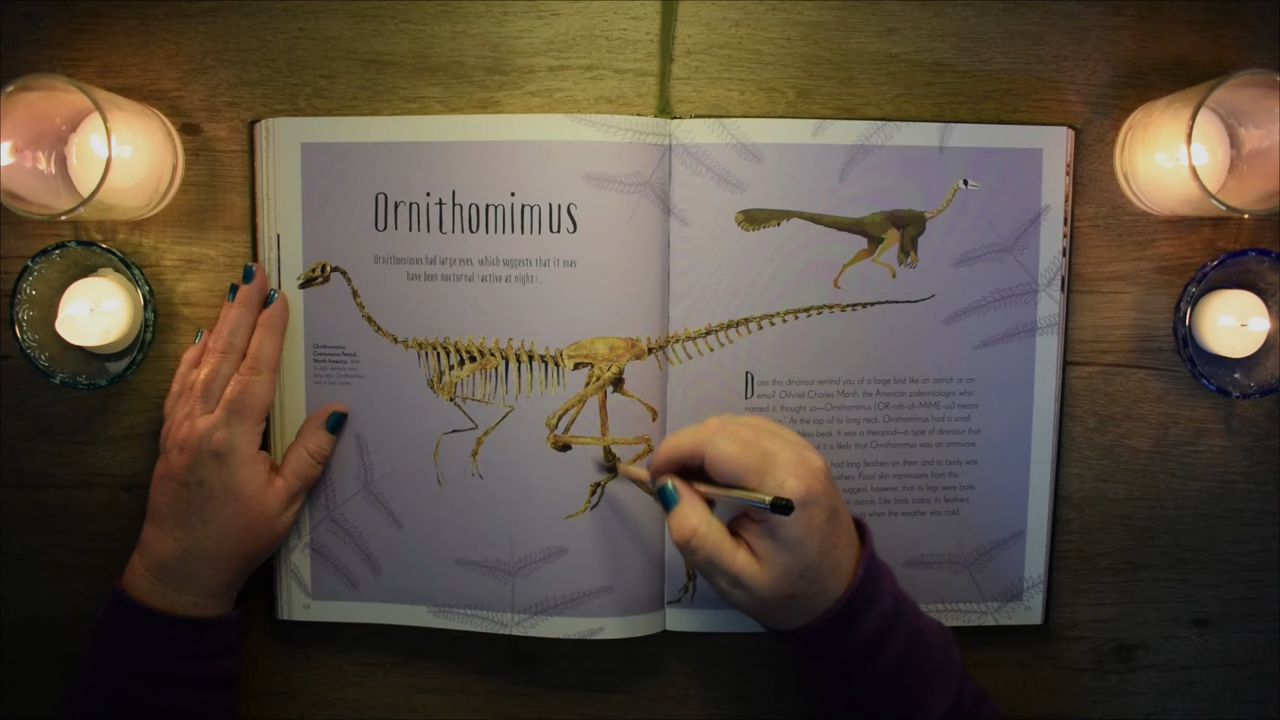 Ornithomimus
Ornithomimus had large eyes, which suggests that it may
have been nocturnal (active at night).
Ornithomimus
Cretaceous Period,
North America.
Does this dinosaur remind you of a large bird like an ostrich or an
emu? Othniel Charles Marsh, the American paleontologist who
named it, thought so—Ornithomimus (OR-nith-oh-MIME-us) means
At the top of its long neck, Ornithomimus had a small
beak. It was a theropod—a type of dinosaur that
it is likely that Ornithomimus was an omnivore.
had long feathers on them and its body was
Fossil skin impressions from this
suggest, however, that its legs were bare,
ostrich. Like birds today, its feathers
when the weather was cold.